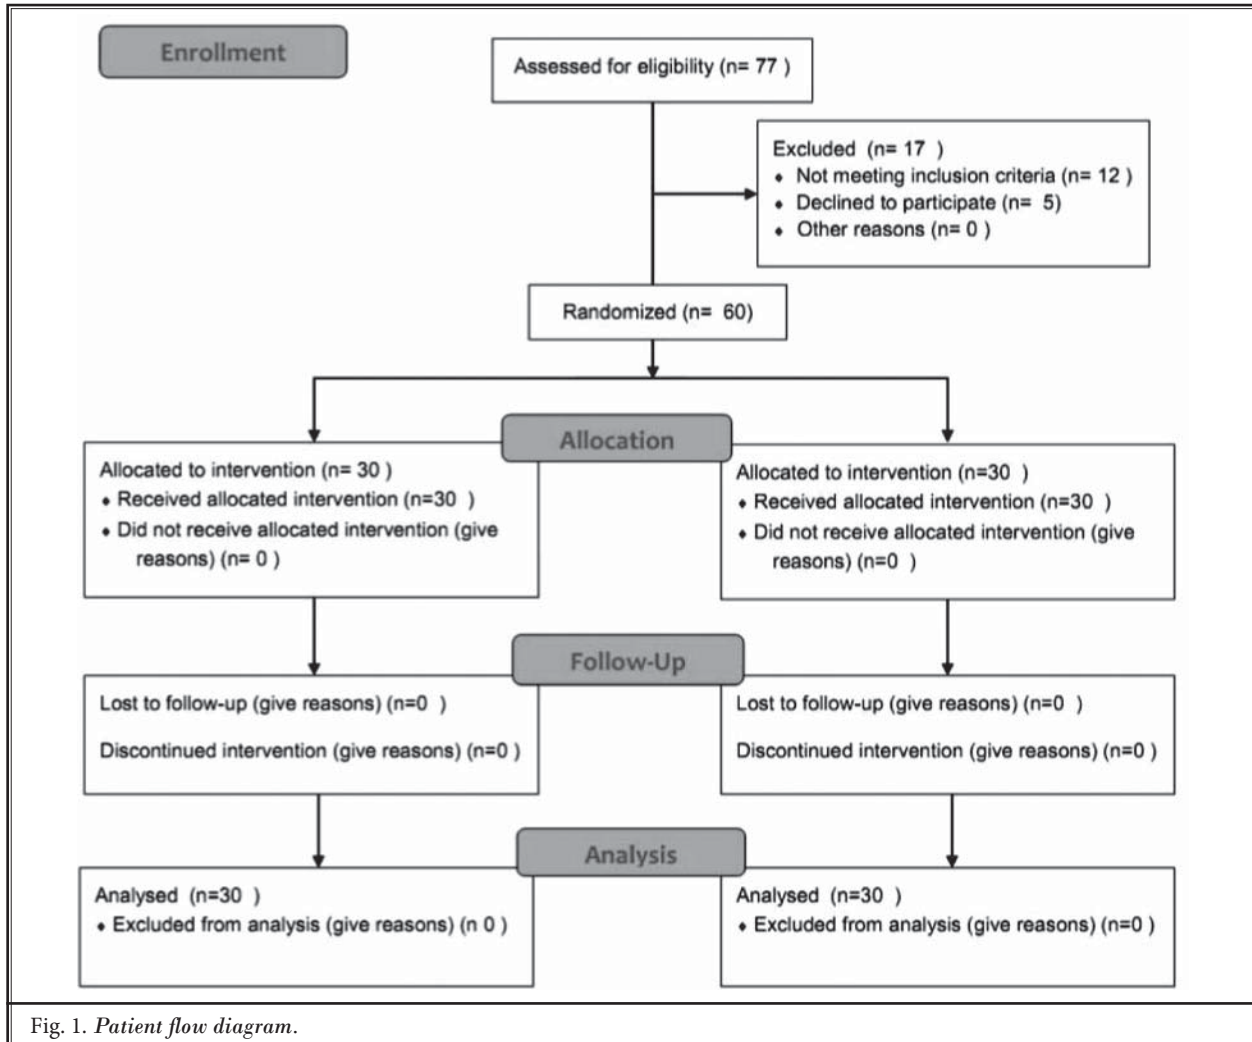 Enrollment
Assessed for eligibility (n= 77 )
Excluded (n= 17 )
♦ Not meeting inclusion criteria (n= 12 )
♦ Declined to participate (n= 5)
♦ Other reasons (n= 0 )
Randomized (n= 60)
Allocation
Allocated to intervention (n= 30 )
♦ Received allocated intervention (n=30 )
♦ Did not receive allocated intervention (give
reasons) (n= 0 )
Allocated to intervention (n=30 )
♦ Received allocated intervention (n=30 )
♦ Did not receive allocated intervention (give
reasons) (n=0 )
Follow-Up
Lost to follow-up (give reasons) (n=0 )
Discontinued intervention (give reasons) (n=0 )
Lost to follow-up (give reasons) (n=0 )
Discontinued intervention (give reasons) (n=0 )
Analysis
Analysed (n=30 )
♦ Excluded from analysis (give reasons) (n 0 )
Analysed (n=30 )
♦ Excluded from analysis (give reasons) (n=0 )
Fig. 1. Patient flow diagram.